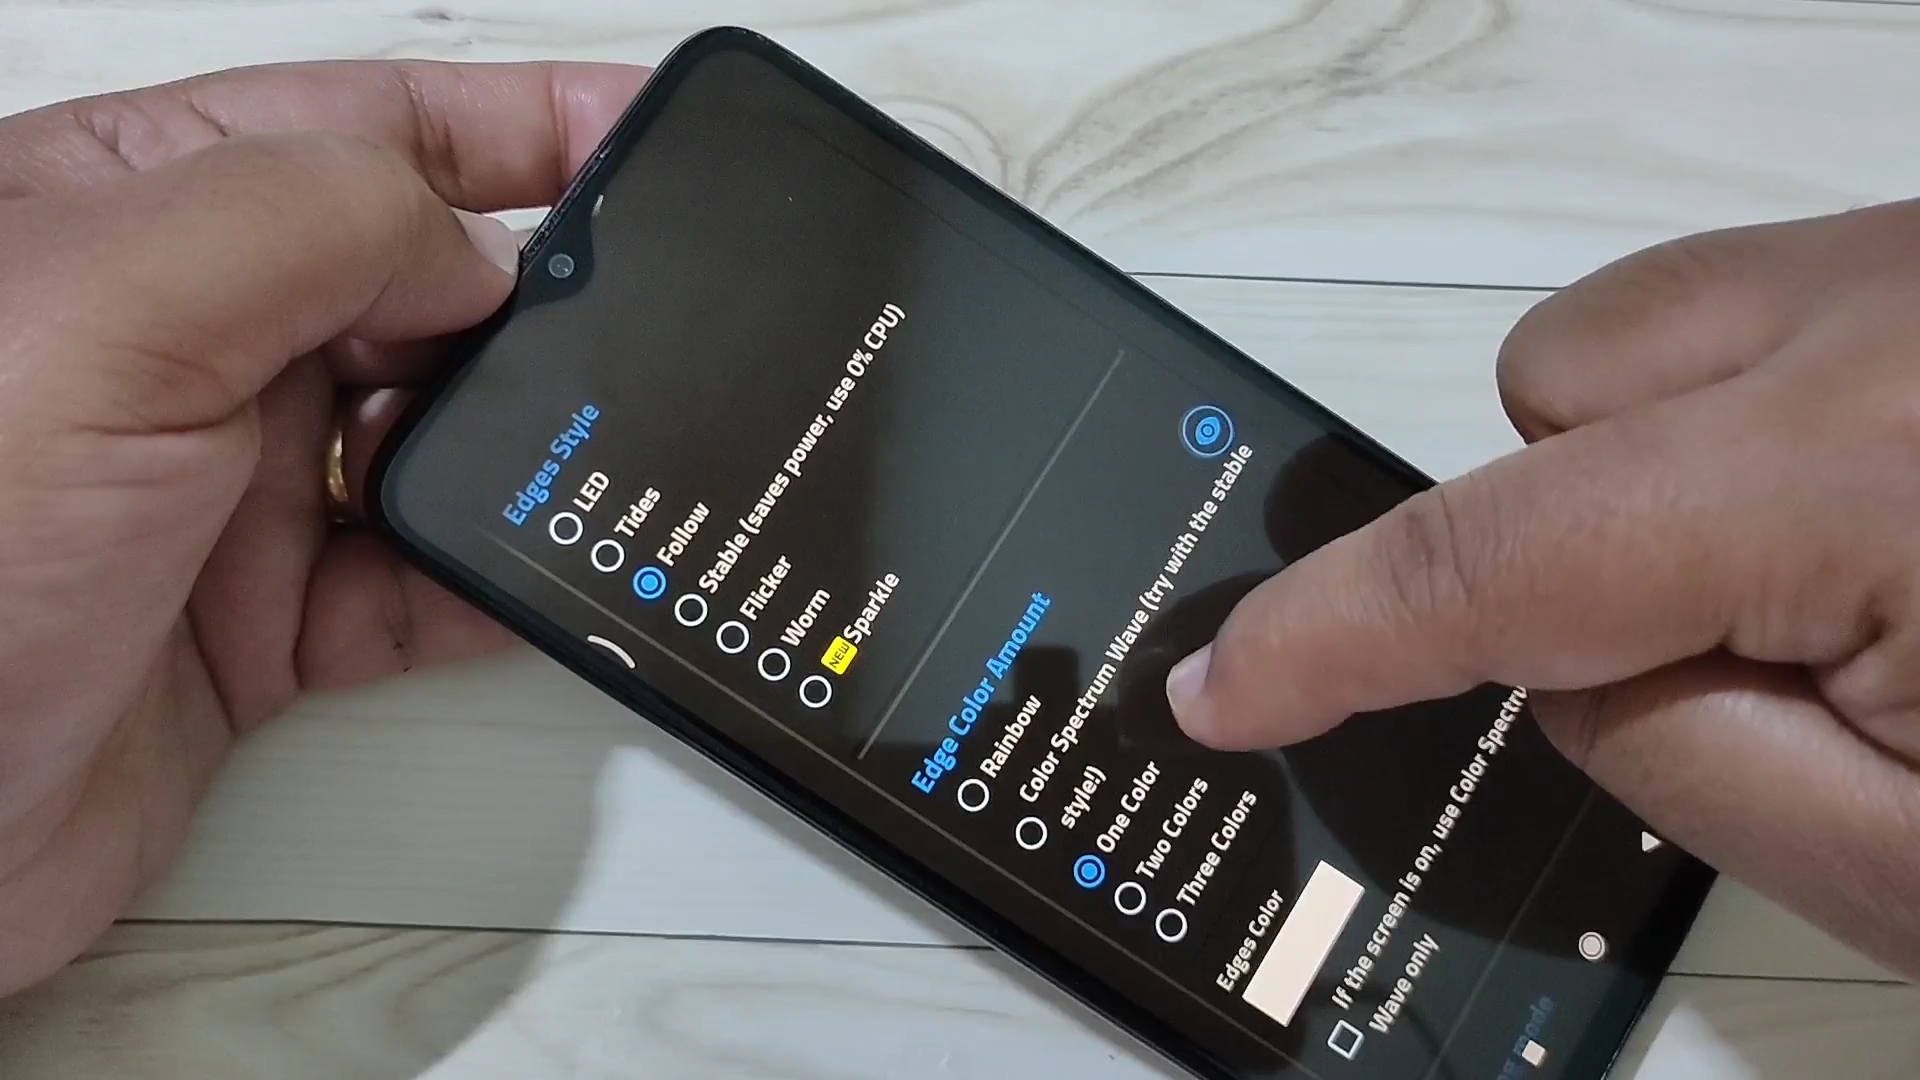 Edges Style
LED
Tides
Follow
Stable (saves power, use 0% CPU)
Flicker
Worm
NEW Sparkle
Edge Color Amount
Rainbow
Color Spectrum Wave (try with the stable
style!)
One Color
Two Colors
Three Colors
Edges Color
If the screen is on, use Color
Wave only
mode